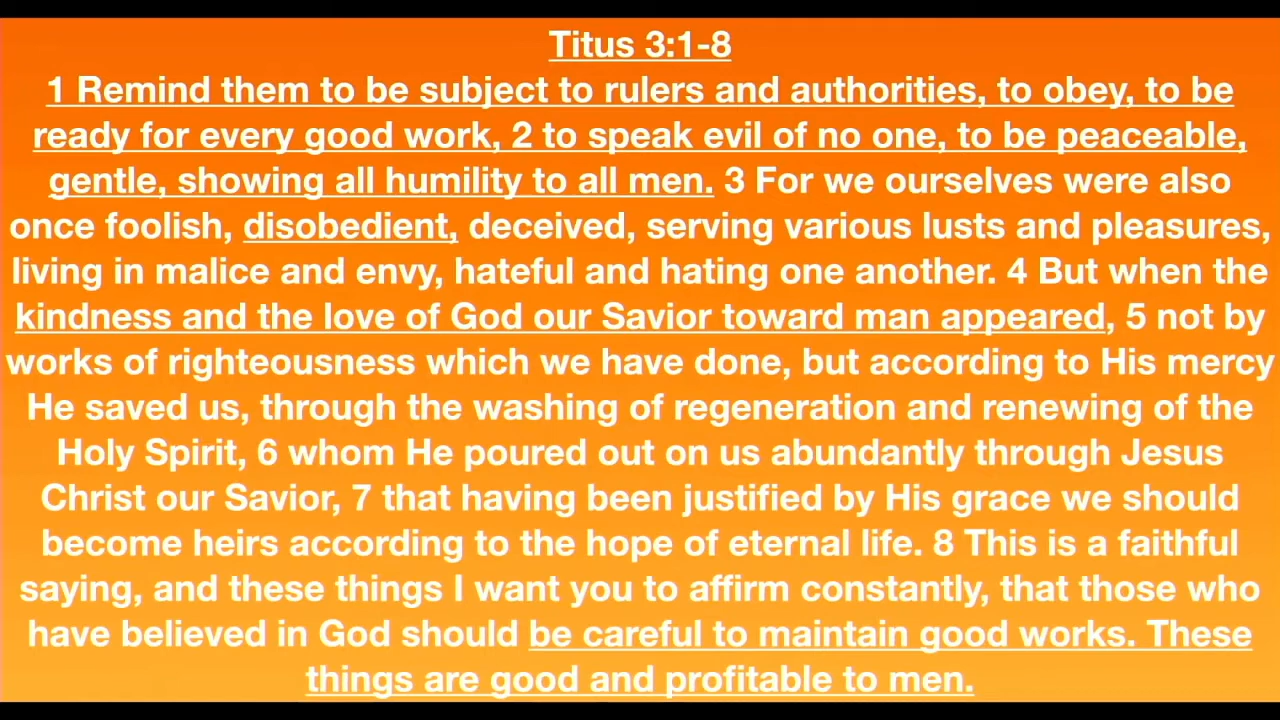 Titus 3:1-8
1 Remind them to be subject to rulers and authorities, to obey, to be
ready for every good work, 2 to speak evil of no one, to be peaceable,
gentle, showing all humility to all men. 3 For we ourselves were also
once foolish, disobedient, deceived, serving various lusts and pleasures,
living in malice and envy, hateful and hating one another. 4 But when the
kindness and the love of God our Savior toward man appeared, 5 not by
works of righteousness which we have done, but according to His mercy
He saved us, through the washing of regeneration and renewing of the
Holy Spirit, 6 whom He poured out on us abundantly through Jesus
Christ our Savior, 7 that having been justified by His grace we should
become heirs according to the hope of eternal life. 8 This is a faithful
saying, and these things I want you to affirm constantly, that those who
have believed in God should be careful to maintain good works. These
things are good and profitable to men.